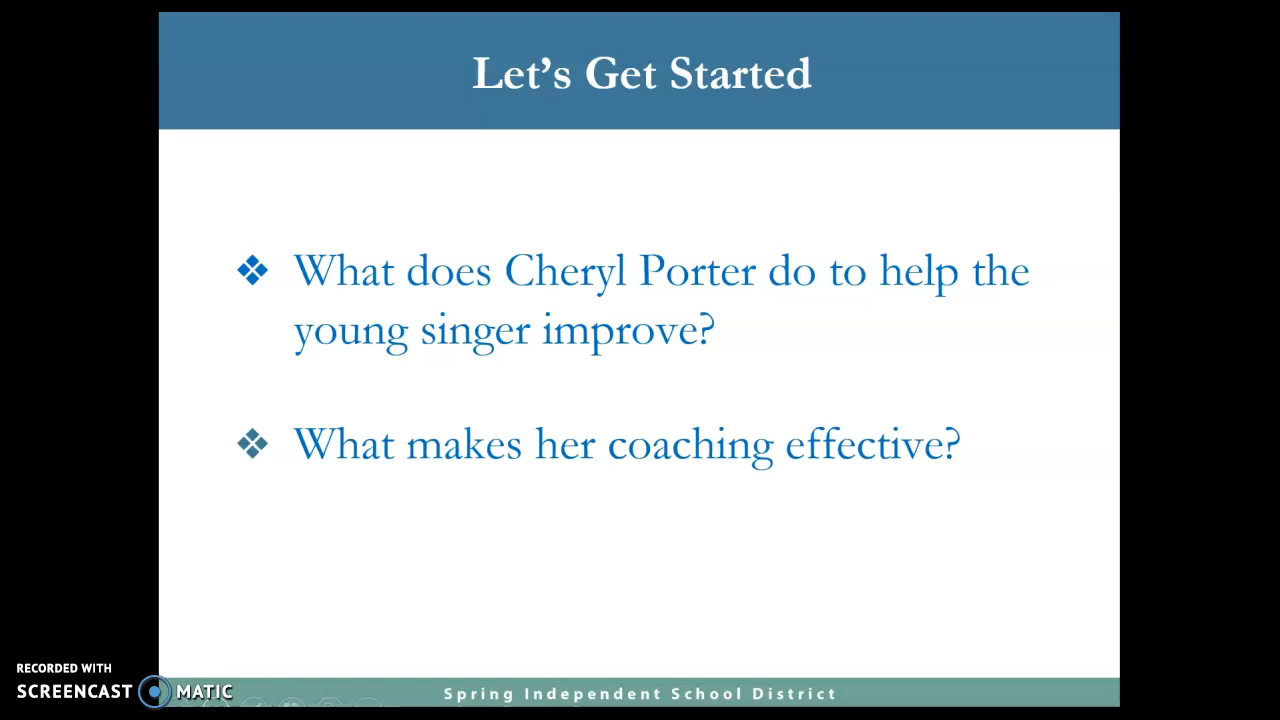 Let's Get Started
❖ What does Cheryl Porter do to help the
young singer improve?
❖ What makes her coaching effective?
RECORDED WITH
SCREENCAST MATIC
Spring Independent School District